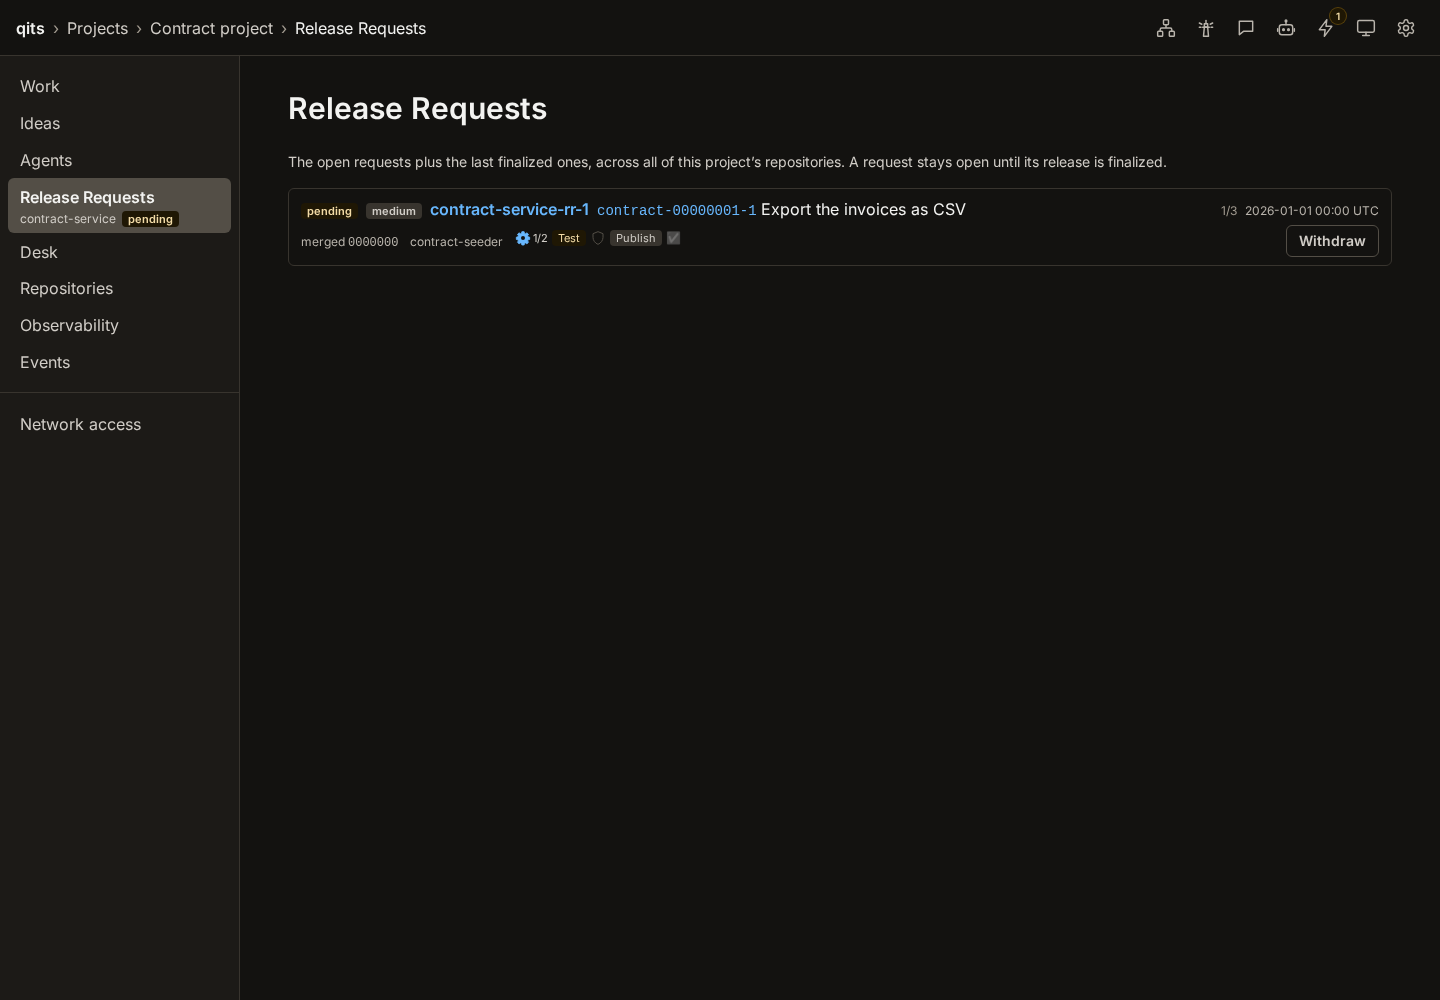 qits › Projects › Contract project › Release Requests
1
Work
Ideas
Agents
Release Requests
contract-service pending
Desk
Repositories
Observability
Events
Network access
Release Requests
The open requests plus the last finalized ones, across all of this project’s repositories. A request stays open until its release is finalized.
pending medium contract-service-rr-1 contract-00000001-1 Export the invoices as CSV 1/3 2026-01-01 00:00 UTC
merged 0000000 contract-seeder 1/2 Test Publish Withdraw